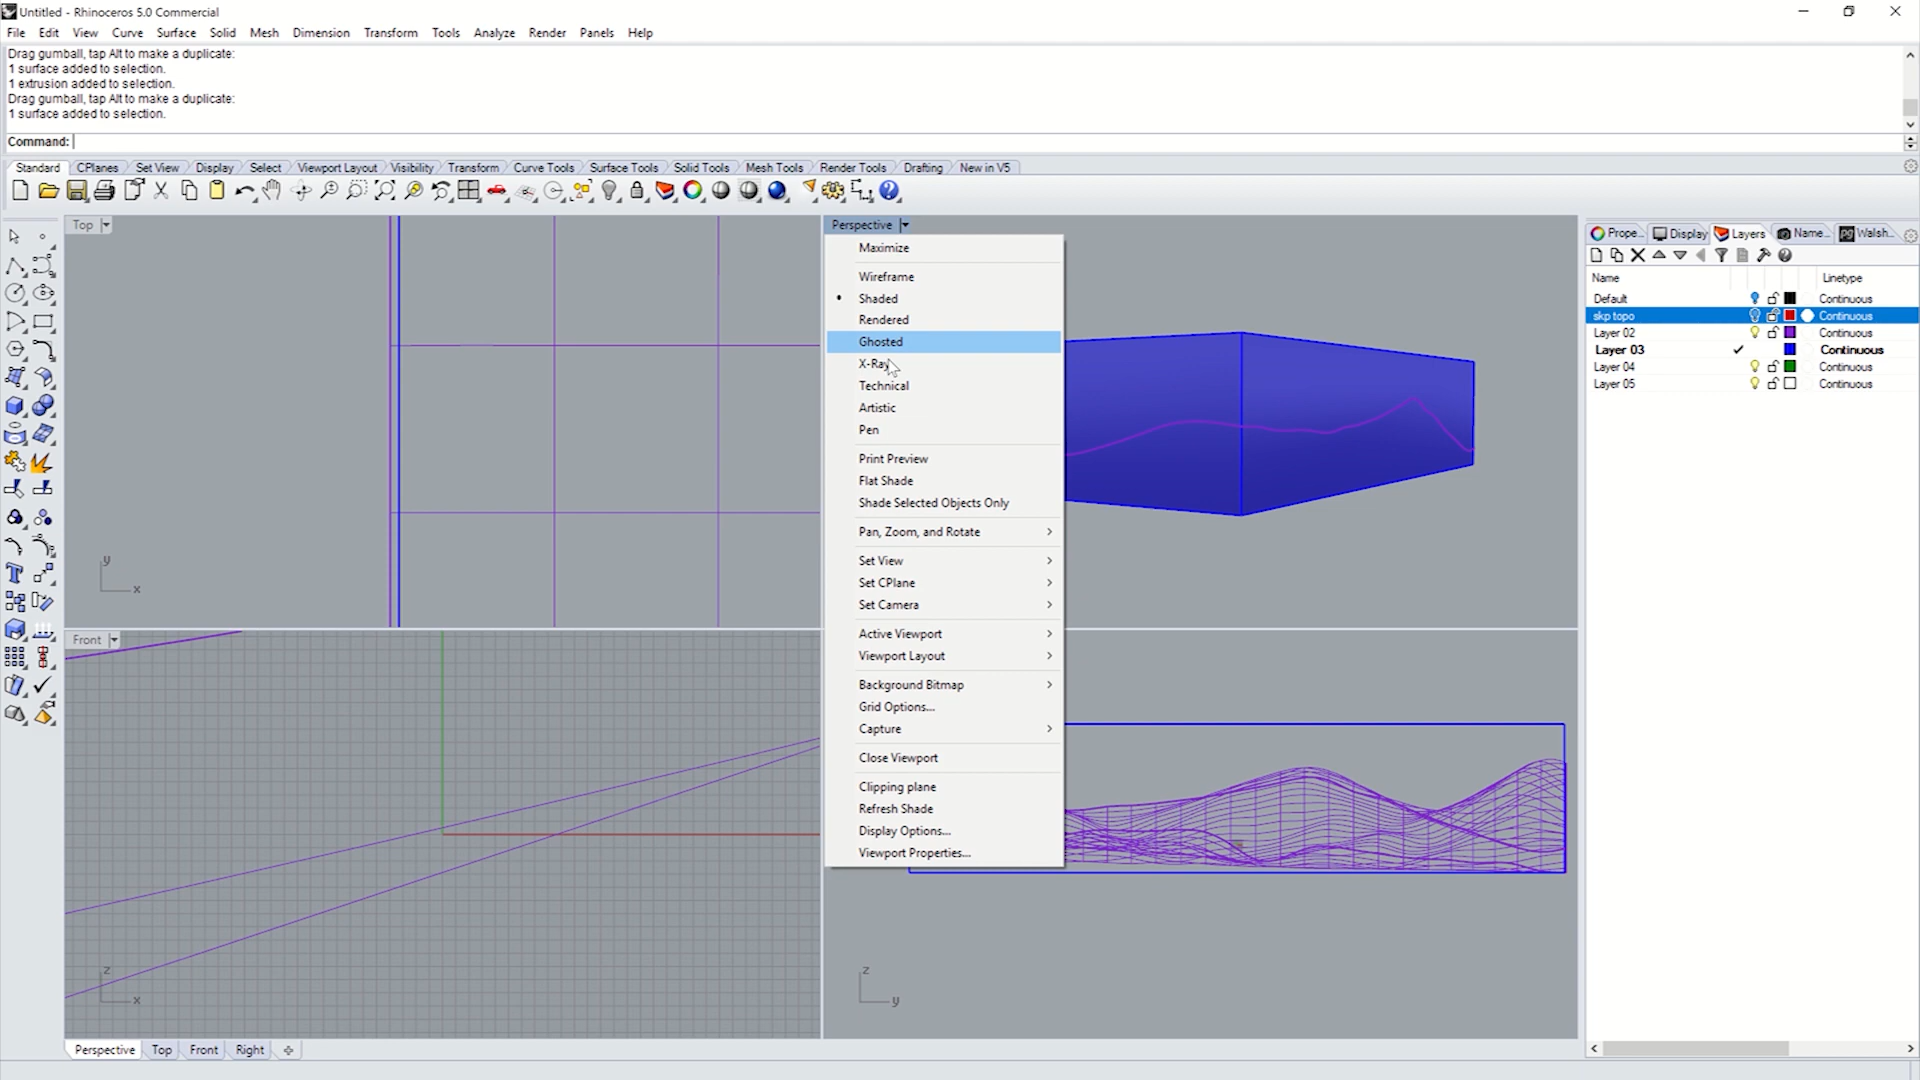 Untitled - Rhinoceros 5.0 Commercial
File Edit View Curve Surface Solid Mesh Dimension Transform Tools Analyze Render Panels Help
Drag gumball, tap Alt to make a duplicate:
1 surface added to selection.
1 extrusion added to selection.
Drag gumball, tap Alt to make a duplicate:
1 surface added to selection.
Command:
Standard CPlanes Set View Display Select Viewport Layout Visibility Transform Curve Tools Surface Tools Solid Tools Mesh Tools Render Tools Drafting New in V5
Top
Perspective
Maximize
Wireframe
Shaded
Rendered
Ghosted
X-Ray
Technical
Artistic
Pen
Print Preview
Flat Shade
Shade Selected Objects Only
Pan, Zoom, and Rotate
Set View
Set CPlane
Set Camera
Active Viewport
Viewport Layout
Background Bitmap
Grid Options...
Capture
Close Viewport
Clipping plane
Refresh Shade
Display Options...
Viewport Properties...
y
x
Front
z
x
z
y
Prope... Display Layers Name... Walsh...
Name Linetype
Default Continuous
skp topo Continuous
Layer 02 Continuous
Layer 03 Continuous
Layer 04 Continuous
Layer 05 Continuous
Perspective Top Front Right